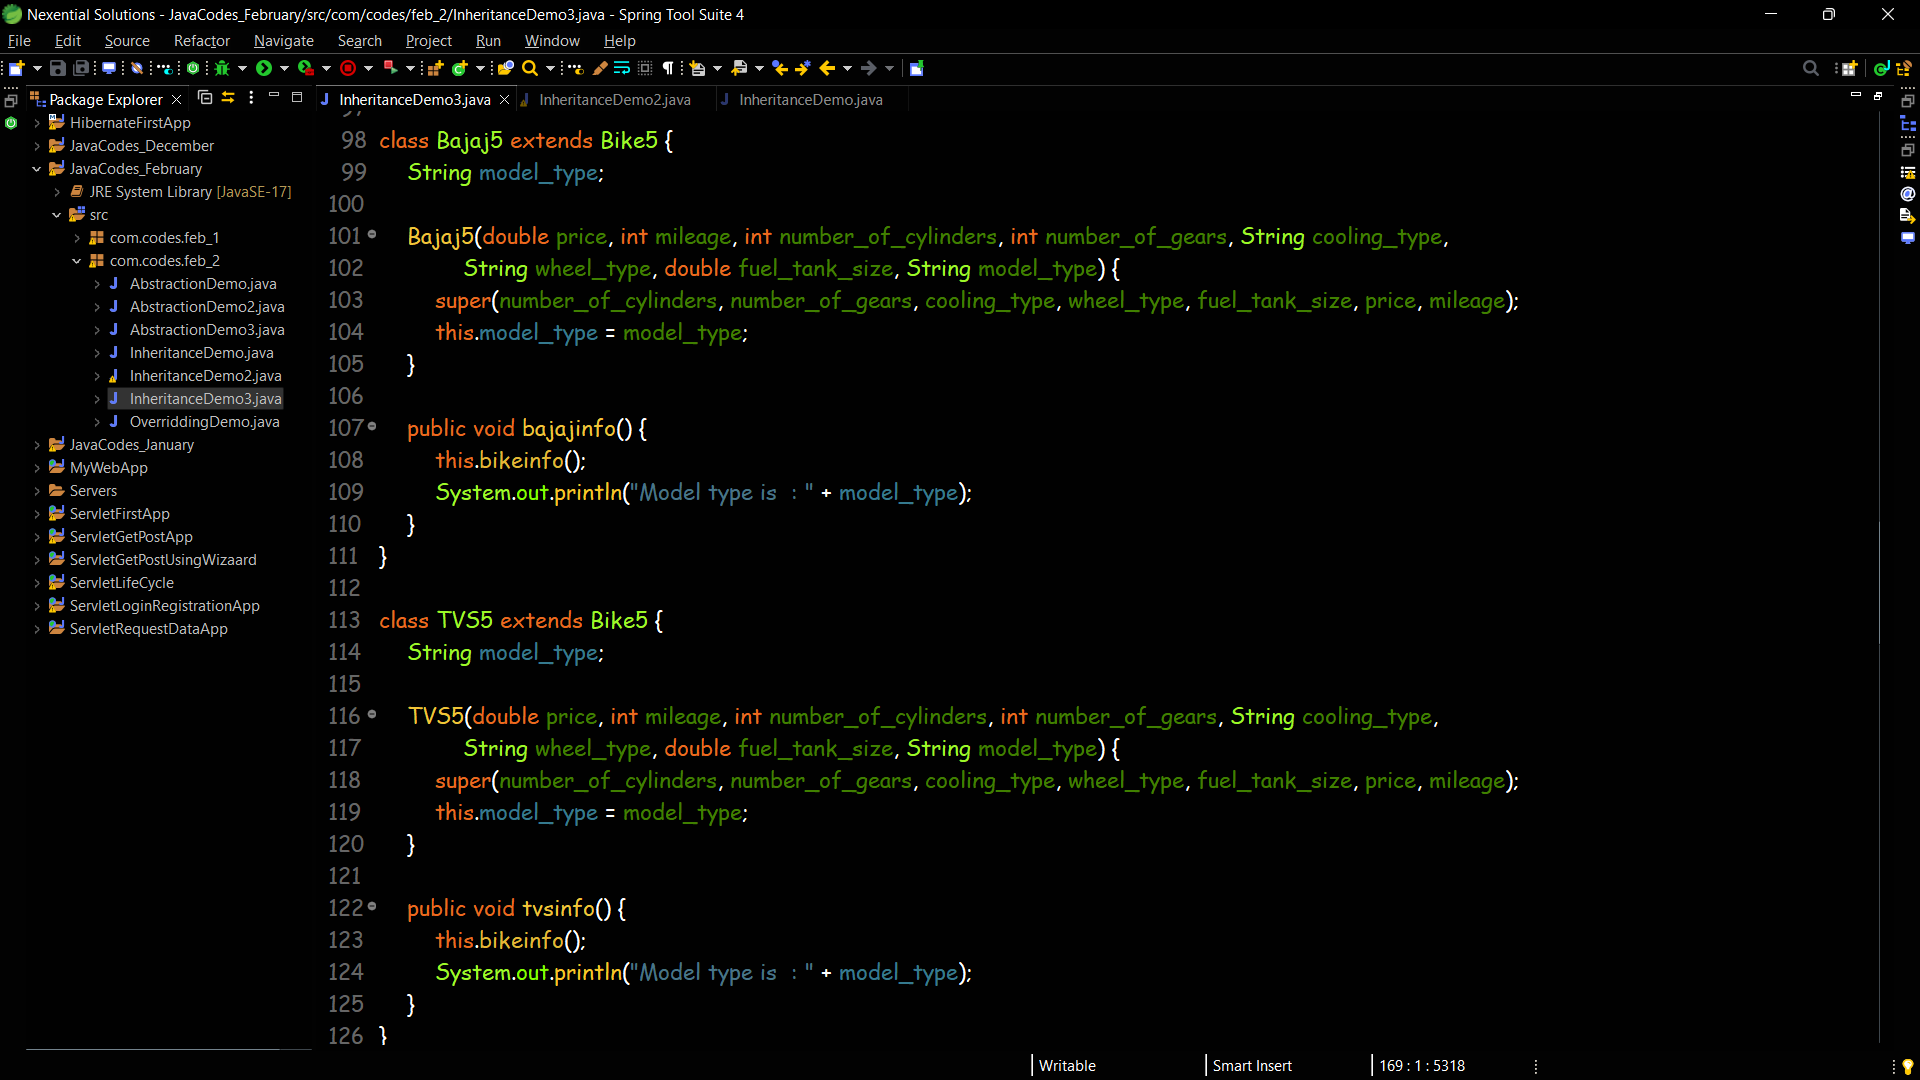 Nexential Solutions - JavaCodes_February/src/com/codes/feb_2/InheritanceDemo3.java - Spring Tool Suite 4
File Edit Source Refactor Navigate Search Project Run Window Help
Package Explorer
HibernateFirstApp
JavaCodes_December
JavaCodes_February
JRE System Library [JavaSE-17]
src
com.codes.feb_1
com.codes.feb_2
AbstractionDemo.java
AbstractionDemo2.java
AbstractionDemo3.java
InheritanceDemo.java
InheritanceDemo2.java
InheritanceDemo3.java
OverriddingDemo.java
JavaCodes_January
MyWebApp
Servers
ServletFirstApp
ServletGetPostApp
ServletGetPostUsingWizaard
ServletLifeCycle
ServletLoginRegistrationApp
ServletRequestDataApp
InheritanceDemo3.java InheritanceDemo2.java InheritanceDemo.java
98 class Bajaj5 extends Bike5 {
99 String model_type;
100
101 Bajaj5(double price, int mileage, int number_of_cylinders, int number_of_gears, String cooling_type,
102 String wheel_type, double fuel_tank_size, String model_type) {
103 super(number_of_cylinders, number_of_gears, cooling_type, wheel_type, fuel_tank_size, price, mileage);
104 this.model_type = model_type;
105 }
106
107 public void bajajinfo() {
108 this.bikeinfo();
109 System.out.println("Model type is  : " + model_type);
110 }
111 }
112
113 class TVS5 extends Bike5 {
114 String model_type;
115
116 TVS5(double price, int mileage, int number_of_cylinders, int number_of_gears, String cooling_type,
117 String wheel_type, double fuel_tank_size, String model_type) {
118 super(number_of_cylinders, number_of_gears, cooling_type, wheel_type, fuel_tank_size, price, mileage);
119 this.model_type = model_type;
120 }
121
122 public void tvsinfo() {
123 this.bikeinfo();
124 System.out.println("Model type is  : " + model_type);
125 }
126 }
Writable Smart Insert 169 : 1 : 5318